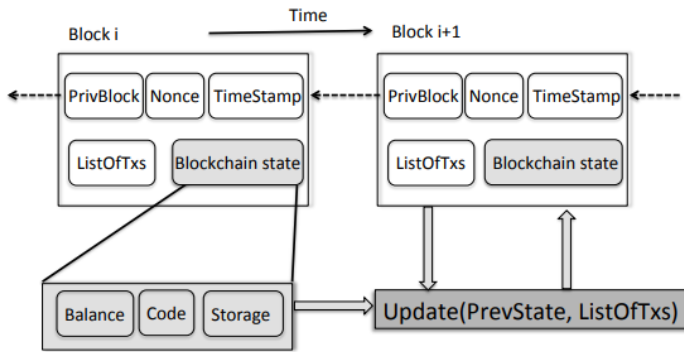 Time
Block i
Block i+1
PrivBlock Nonce TimeStamp
PrivBlock Nonce TimeStamp
ListOfTxs Blockchain state
ListOfTxs Blockchain state
Balance Code Storage
Update(PrevState, ListOfTxs)